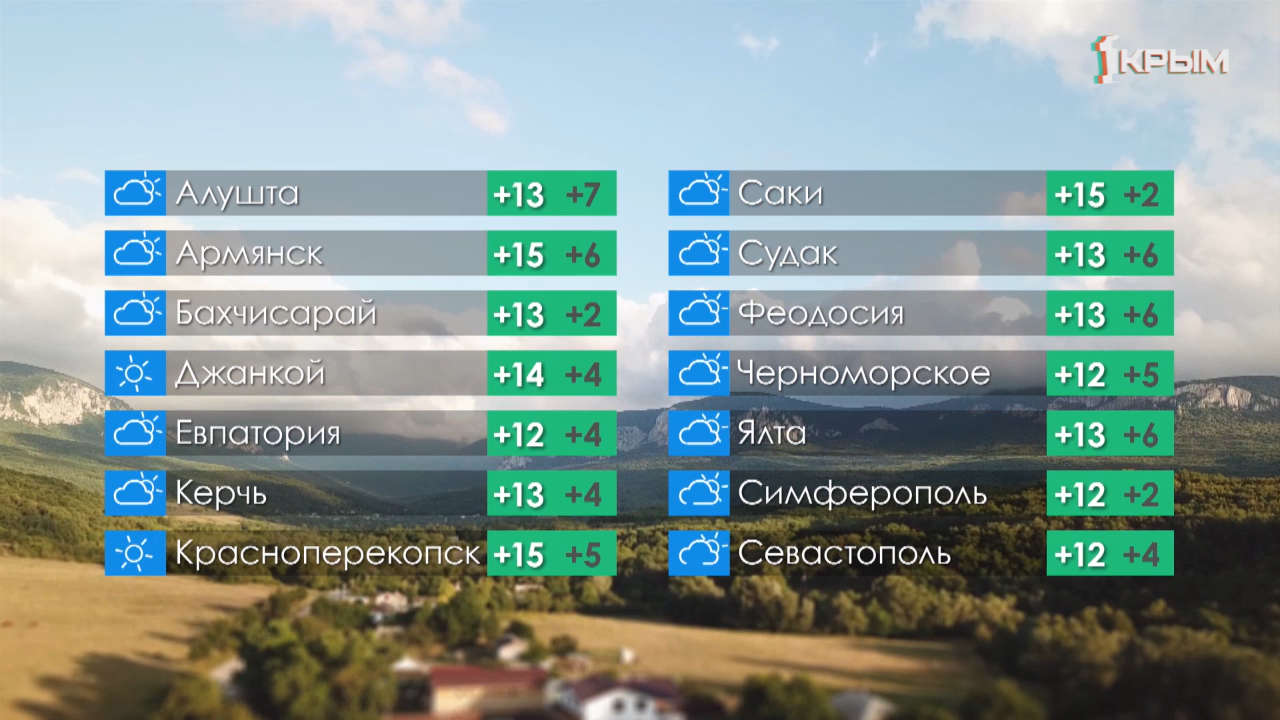 1КРЫМ
Алушта +13 +7
Армянск +15 +6
Бахчисарай +13 +2
Джанкой +14 +4
Евпатория +12 +4
Керчь +13 +4
Красноперекопск +15 +5
Саки +15 +2
Судак +13 +6
Феодосия +13 +6
Черноморское +12 +5
Ялта +13 +6
Симферополь +12 +2
Севастополь +12 +4